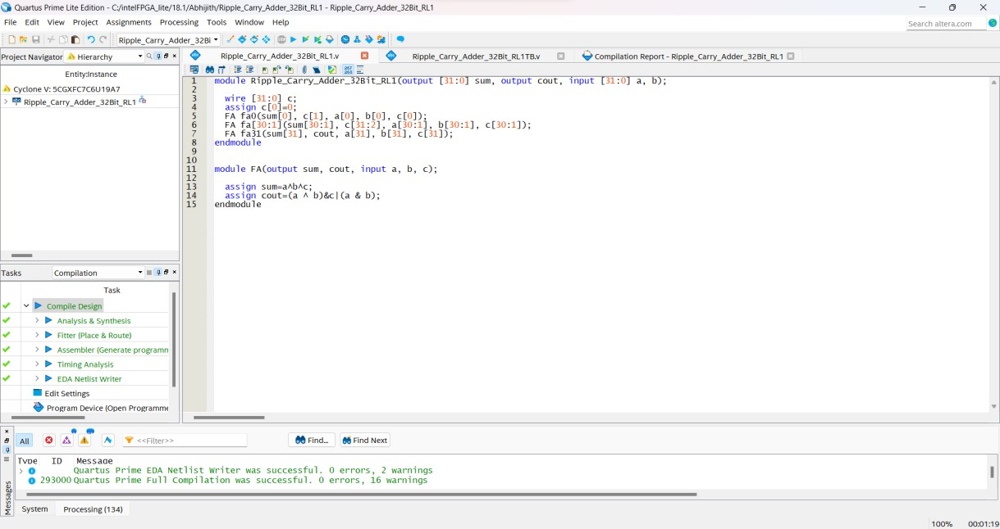 Quartus Prime Lite Edition - C:/intelFPGA_lite/18.1/Abhijith/Ripple_Carry_Adder_32Bit_RL1 - Ripple_Carry_Adder_32Bit_RL1
File Edit View Project Assignments Processing Tools Window Help
Search altera.com
Ripple_Carry_Adder_32Bi
Project Navigator Hierarchy
Ripple_Carry_Adder_32Bit_RL1.v
Ripple_Carry_Adder_32Bit_RL1TB.v
Compilation Report - Ripple_Carry_Adder_32Bit_RL1
Entity:Instance
Cyclone V: 5CGXFC7C6U19A7
Ripple_Carry_Adder_32Bit_RL1
267
268
1 module Ripple_Carry_Adder_32Bit_RL1(output [31:0] sum, output cout, input [31:0] a, b);
2
3 wire [31:0] c;
4 assign c[0]=0;
5 FA fa0(sum[0], c[1], a[0], b[0], c[0]);
6 FA fa[30:1](sum[30:1], c[31:2], a[30:1], b[30:1], c[30:1]);
7 FA fa31(sum[31], cout, a[31], b[31], c[31]);
8 endmodule
9
10
11 module FA(output sum, cout, input a, b, c);
12
13 assign sum=a^b^c;
14 assign cout=(a ^ b)&c|(a & b);
15 endmodule
Tasks Compilation
Task
Compile Design
Analysis & Synthesis
Fitter (Place & Route)
Assembler (Generate programm
Timing Analysis
EDA Netlist Writer
Edit Settings
Program Device (Open Programme
All <<Filter>> Find... Find Next
Type ID Message
Quartus Prime EDA Netlist Writer was successful. 0 errors, 2 warnings
293000 Quartus Prime Full Compilation was successful. 0 errors, 16 warnings
Messages
System Processing (134)
100% 00:01:19